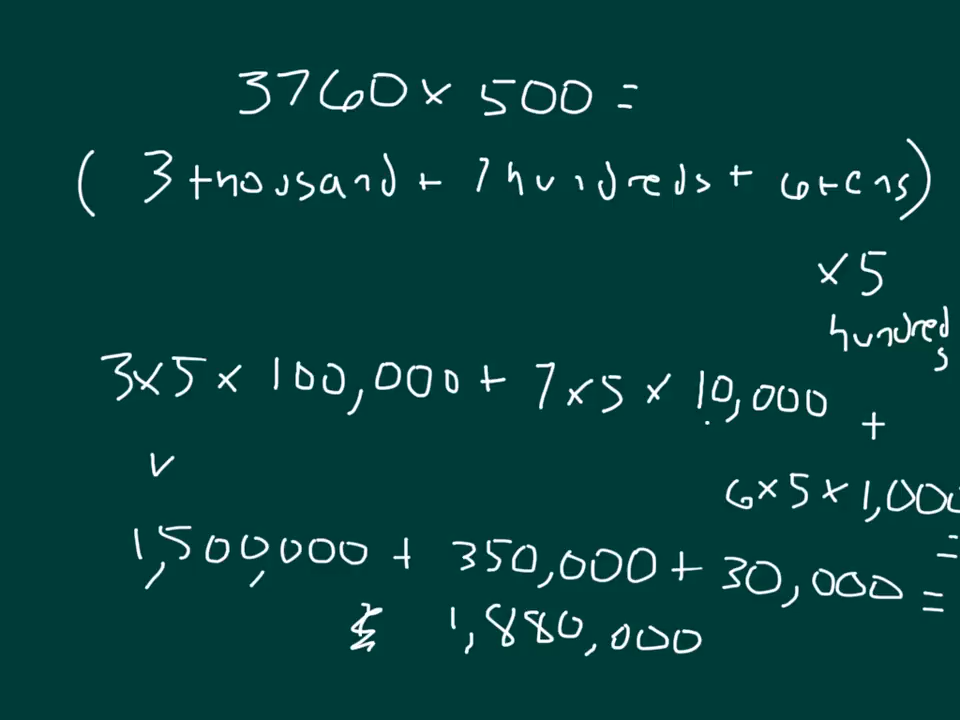 3760 × 500 =
( 3 thousand + 7 hundreds + 6 tens )
× 5
hundred
s
3 × 5 × 100,000 + 7 × 5 × 10,000
+
6 × 5 × 1,000
=
1,500,000 + 350,000 + 30,000 =
1,880,000